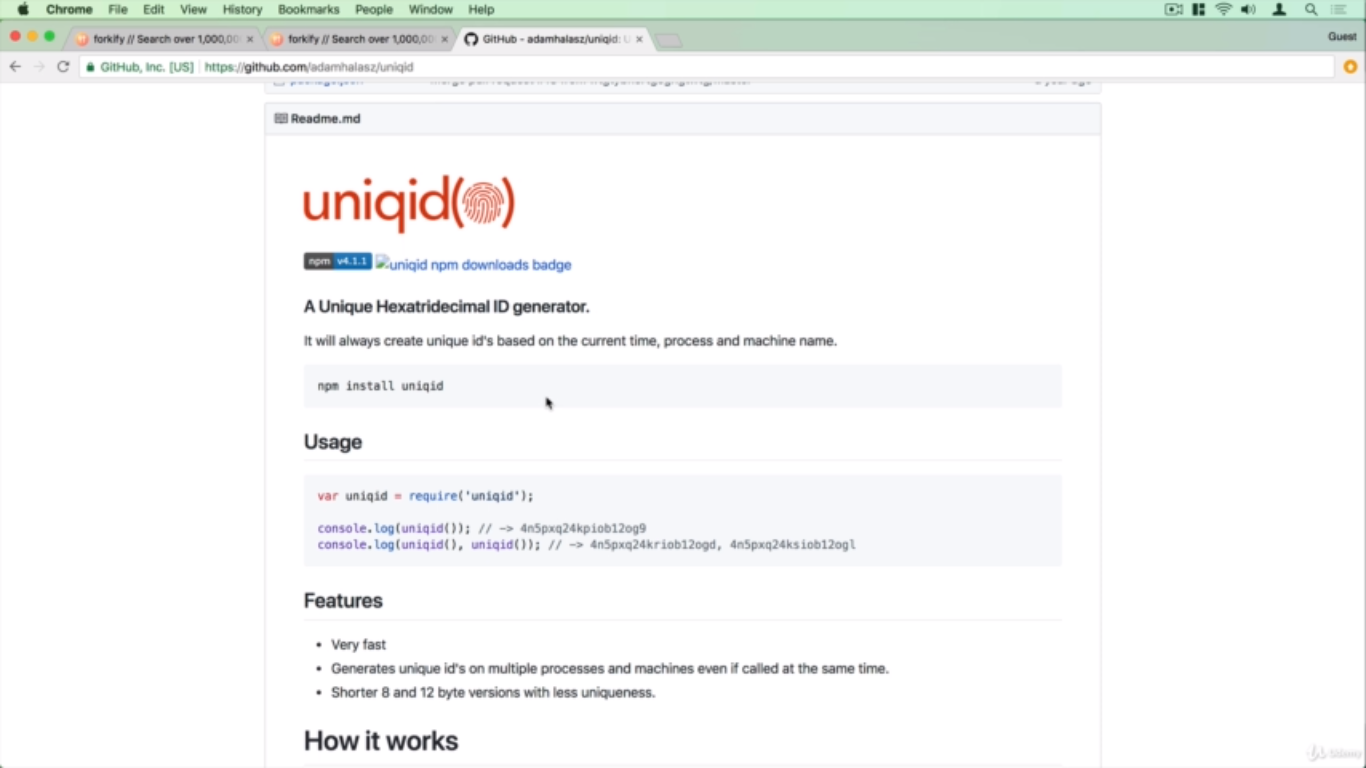 Chrome File Edit View History Bookmarks People Window Help
forkify // Search over 1,000,00 forkify // Search over 1,000,00 GitHub - adamhalasz/uniqid: U Guest
GitHub, Inc. [US] https://github.com/adamhalasz/uniqid
Readme.md
uniqid()
npm v4.1.1 uniqid npm downloads badge
A Unique Hexatridecimal ID generator.
It will always create unique id's based on the current time, process and machine name.
npm install uniqid
Usage
var uniqid = require('uniqid');
console.log(uniqid()); // -> 4n5pxq24kpiob12og9
console.log(uniqid(), uniqid()); // -> 4n5pxq24kriob12ogd, 4n5pxq24ksiob12ogl
Features
• Very fast
• Generates unique id's on multiple processes and machines even if called at the same time.
• Shorter 8 and 12 byte versions with less uniqueness.
How it works
Udemy